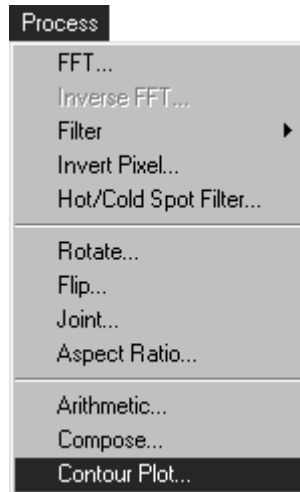 Process
FFT...
Inverse FFT...
Filter
Invert Pixel...
Hot/Cold Spot Filter...
Rotate...
Flip...
Joint...
Aspect Ratio...
Arithmetic...
Compose...
Contour Plot...